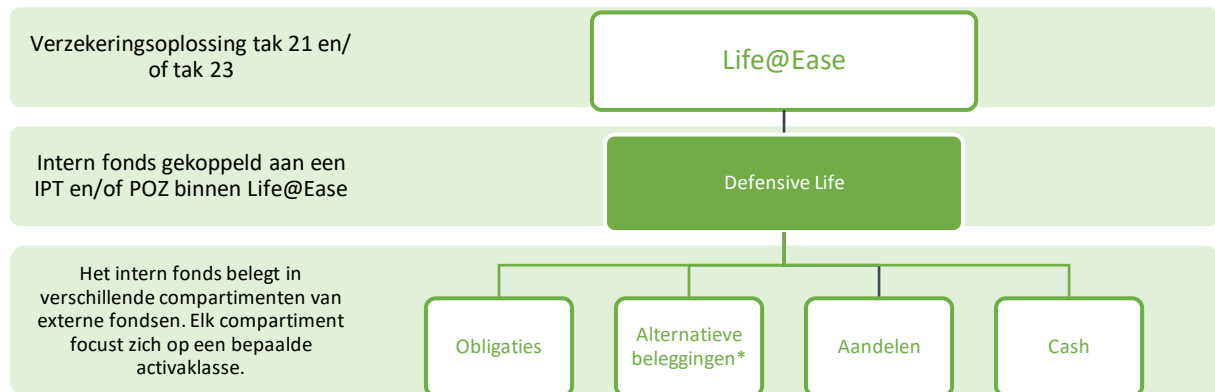 Verzekeringsoplossing tak 21 en/
of tak 23
Life@Ease
Intern fonds gekoppeld aan een
IPT en/of POZ binnen Life@Ease
Defensive Life
Het intern fonds belegt in
verschillende compartimenten van
externe fondsen. Elk compartiment
focust zich op een bepaalde
activaklasse.
Obligaties
Alternatieve
beleggingen*
Aandelen
Cash